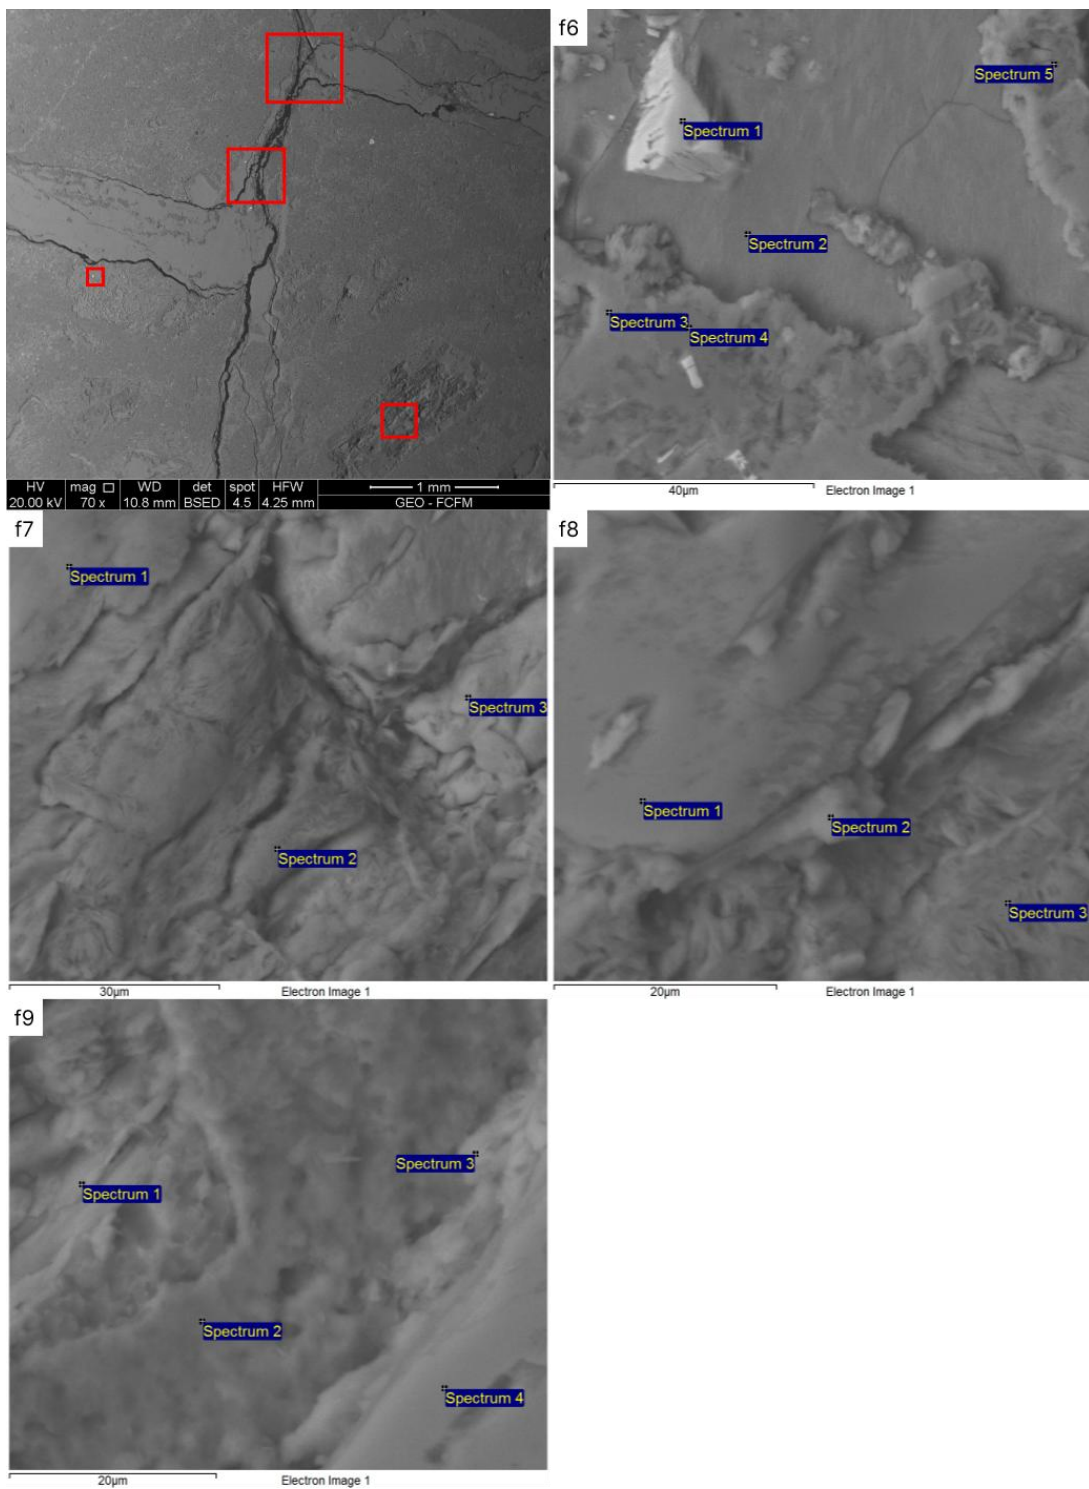 HV mag WD det spot HFW 1 mm
20.00 kV 70 x 10.8 mm BSED 4.5 4.25 mm GEO - FCFM
f6
Spectrum 5
Spectrum 1
Spectrum 2
Spectrum 3
Spectrum 4
40µm Electron Image 1
f7
Spectrum 1
Spectrum 3
Spectrum 2
30µm Electron Image 1
f8
Spectrum 1
Spectrum 2
Spectrum 3
20µm Electron Image 1
f9
Spectrum 3
Spectrum 1
Spectrum 2
Spectrum 4
20µm Electron Image 1